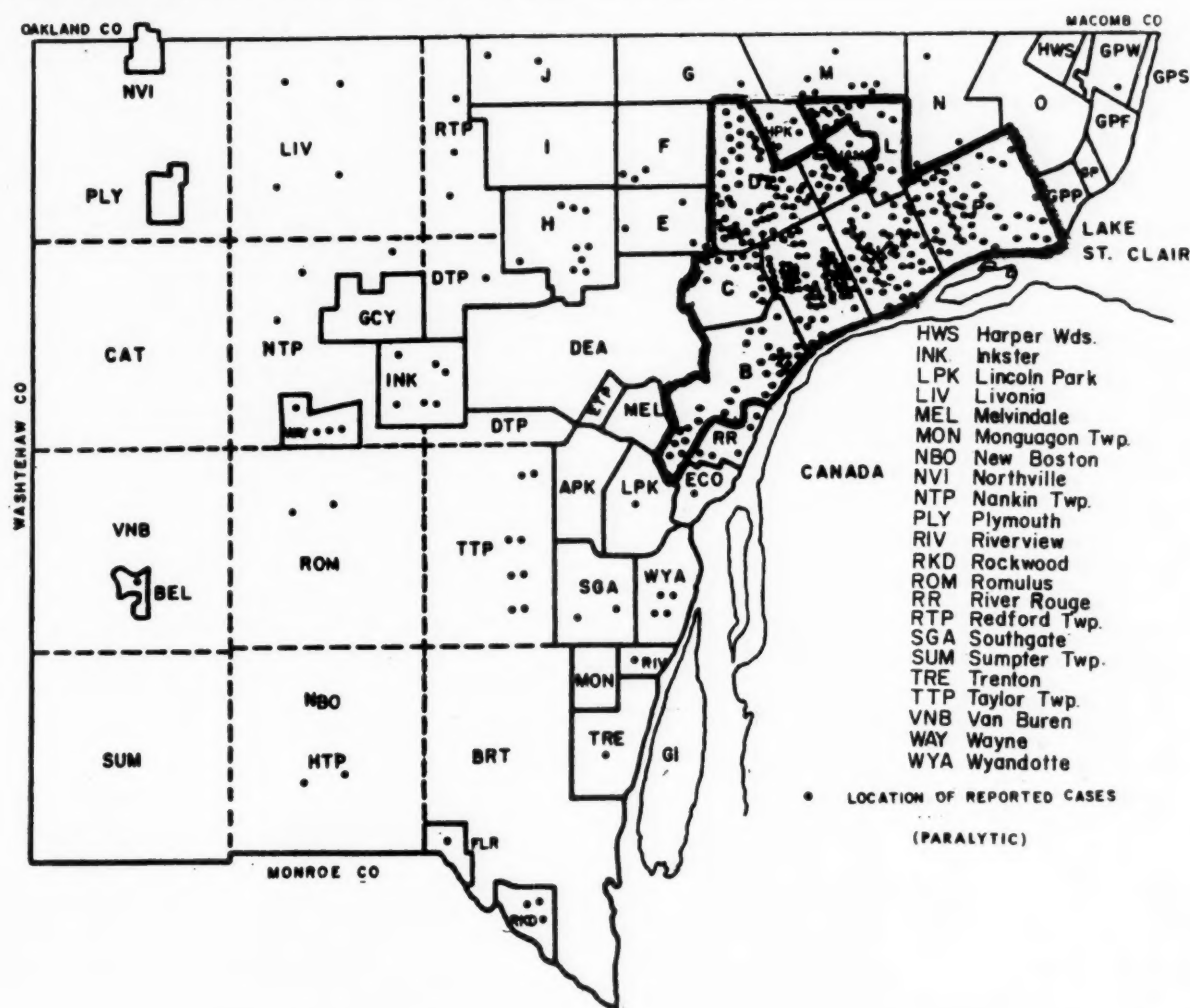 OAKLAND CO
MACOMB CO
NVI
J
G
M
HWS
GPW
GPS
LIV
RTP
N
O
GPF
HPK
I
F
L
PLY
D
P
GP
GPP
H
E
LAKE
ST. CLAIR
DTP
GCY
C
A
CAT
NTP
DEA
INK
B
EYP
MEL
WAY
DTP
RR
WASHTENAW CO
APK
LPK
ECO
CANADA
VNB
ROM
TTP
SGA
WYA
BEL
RIV
MON
NBO
TRE
GI
SUM
HTP
BRT
FLR
MONROE CO
RKD
HWS Harper Wds.
INK Inkster
LPK Lincoln Park
LIV Livonia
MEL Melvindale
MON Monguagon Twp.
NBO New Boston
NVI Northville
NTP Nankin Twp.
PLY Plymouth
RIV Riverview
RKD Rockwood
ROM Romulus
RR River Rouge
RTP Redford Twp.
SGA Southgate
SUM Sumpter Twp.
TRE Trenton
TTP Taylor Twp.
VNB Van Buren
WAY Wayne
WYA Wyandotte
LOCATION OF REPORTED CASES
(PARALYTIC)